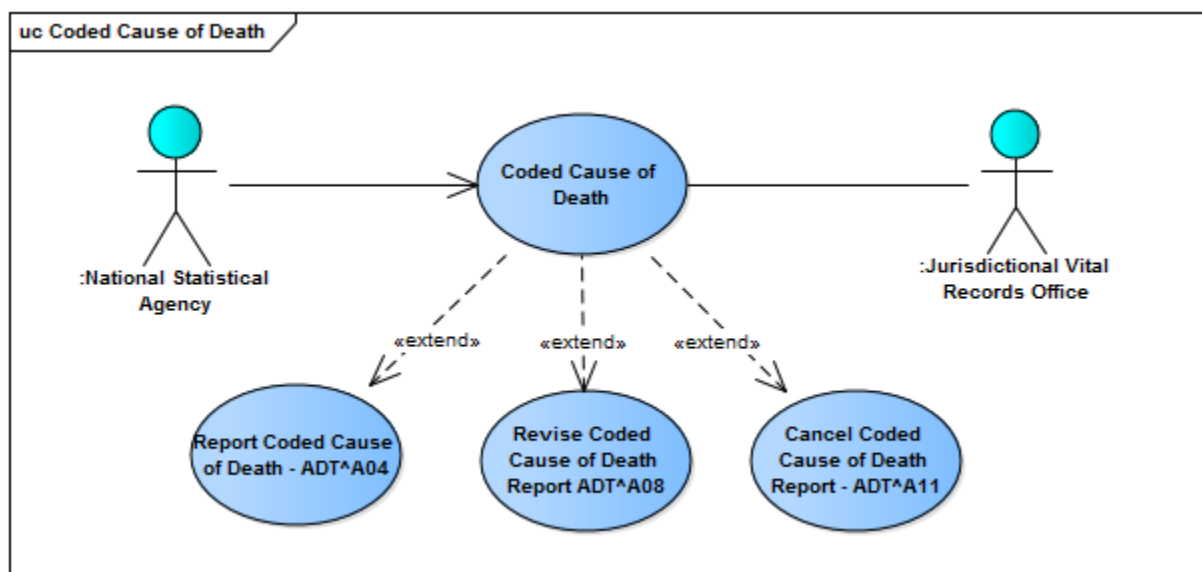 uc Coded Cause of Death
Coded Cause of
Death
:National Statistical
Agency
:Jurisdictional Vital
Records Office
«extend»
«extend»
«extend»
Report Coded Cause
of Death - ADT^A04
Revise Coded
Cause of Death
Report ADT^A08
Cancel Coded
Cause of Death
Report - ADT^A11